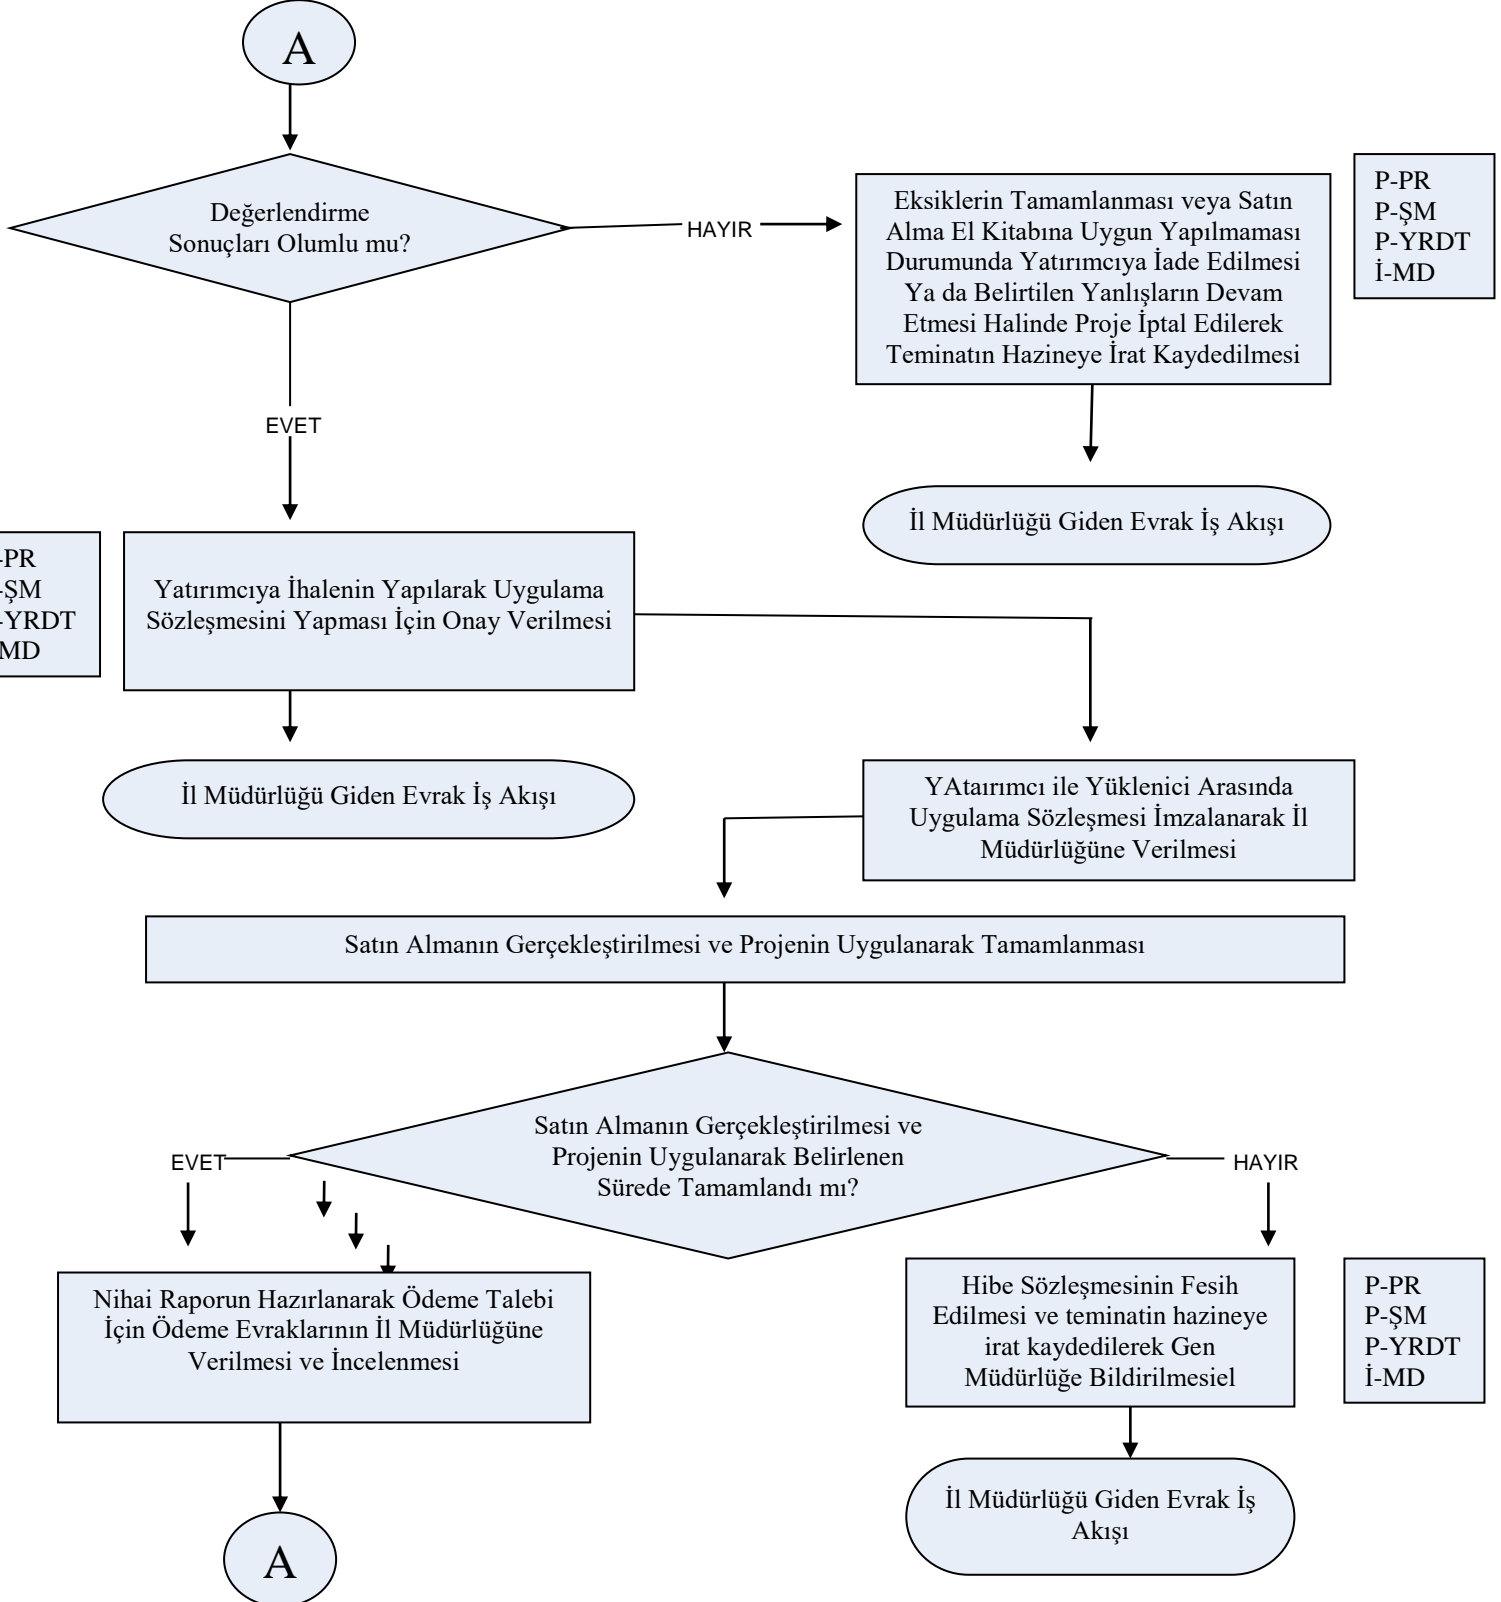 A
Değerlendirme
Sonuçları Olumlu mu?
HAYIR
Eksiklerin Tamamlanması veya Satın
Alma El Kitabına Uygun Yapılmaması
Durumunda Yatırımcıya İade Edilmesi
Ya da Belirtilen Yanlışların Devam
Etmesi Halinde Proje İptal Edilerek
Teminatın Hazineye İrat Kaydedilmesi
P-PR
P-ŞM
P-YRDT
İ-MD
EVET
İl Müdürlüğü Giden Evrak İş Akışı
-PR
-ŞM
-YRDT
MD
Yatırımcıya İhalenin Yapılarak Uygulama
Sözleşmesini Yapması İçin Onay Verilmesi
İl Müdürlüğü Giden Evrak İş Akışı
YAtaırımcı ile Yüklenici Arasında
Uygulama Sözleşmesi İmzalanarak İl
Müdürlüğüne Verilmesi
Satın Almanın Gerçekleştirilmesi ve Projenin Uygulanarak Tamamlanması
Satın Almanın Gerçekleştirilmesi ve
Projenin Uygulanarak Belirlenen
Sürede Tamamlandı mı?
EVET
HAYIR
Nihai Raporun Hazırlanarak Ödeme Talebi
İçin Ödeme Evraklarının İl Müdürlüğüne
Verilmesi ve İncelenmesi
Hibe Sözleşmesinin Fesih
Edilmesi ve teminatin hazineye
irat kaydedilerek Gen
Müdürlüğe Bildirilmesiel
P-PR
P-ŞM
P-YRDT
İ-MD
İl Müdürlüğü Giden Evrak İş
Akışı
A